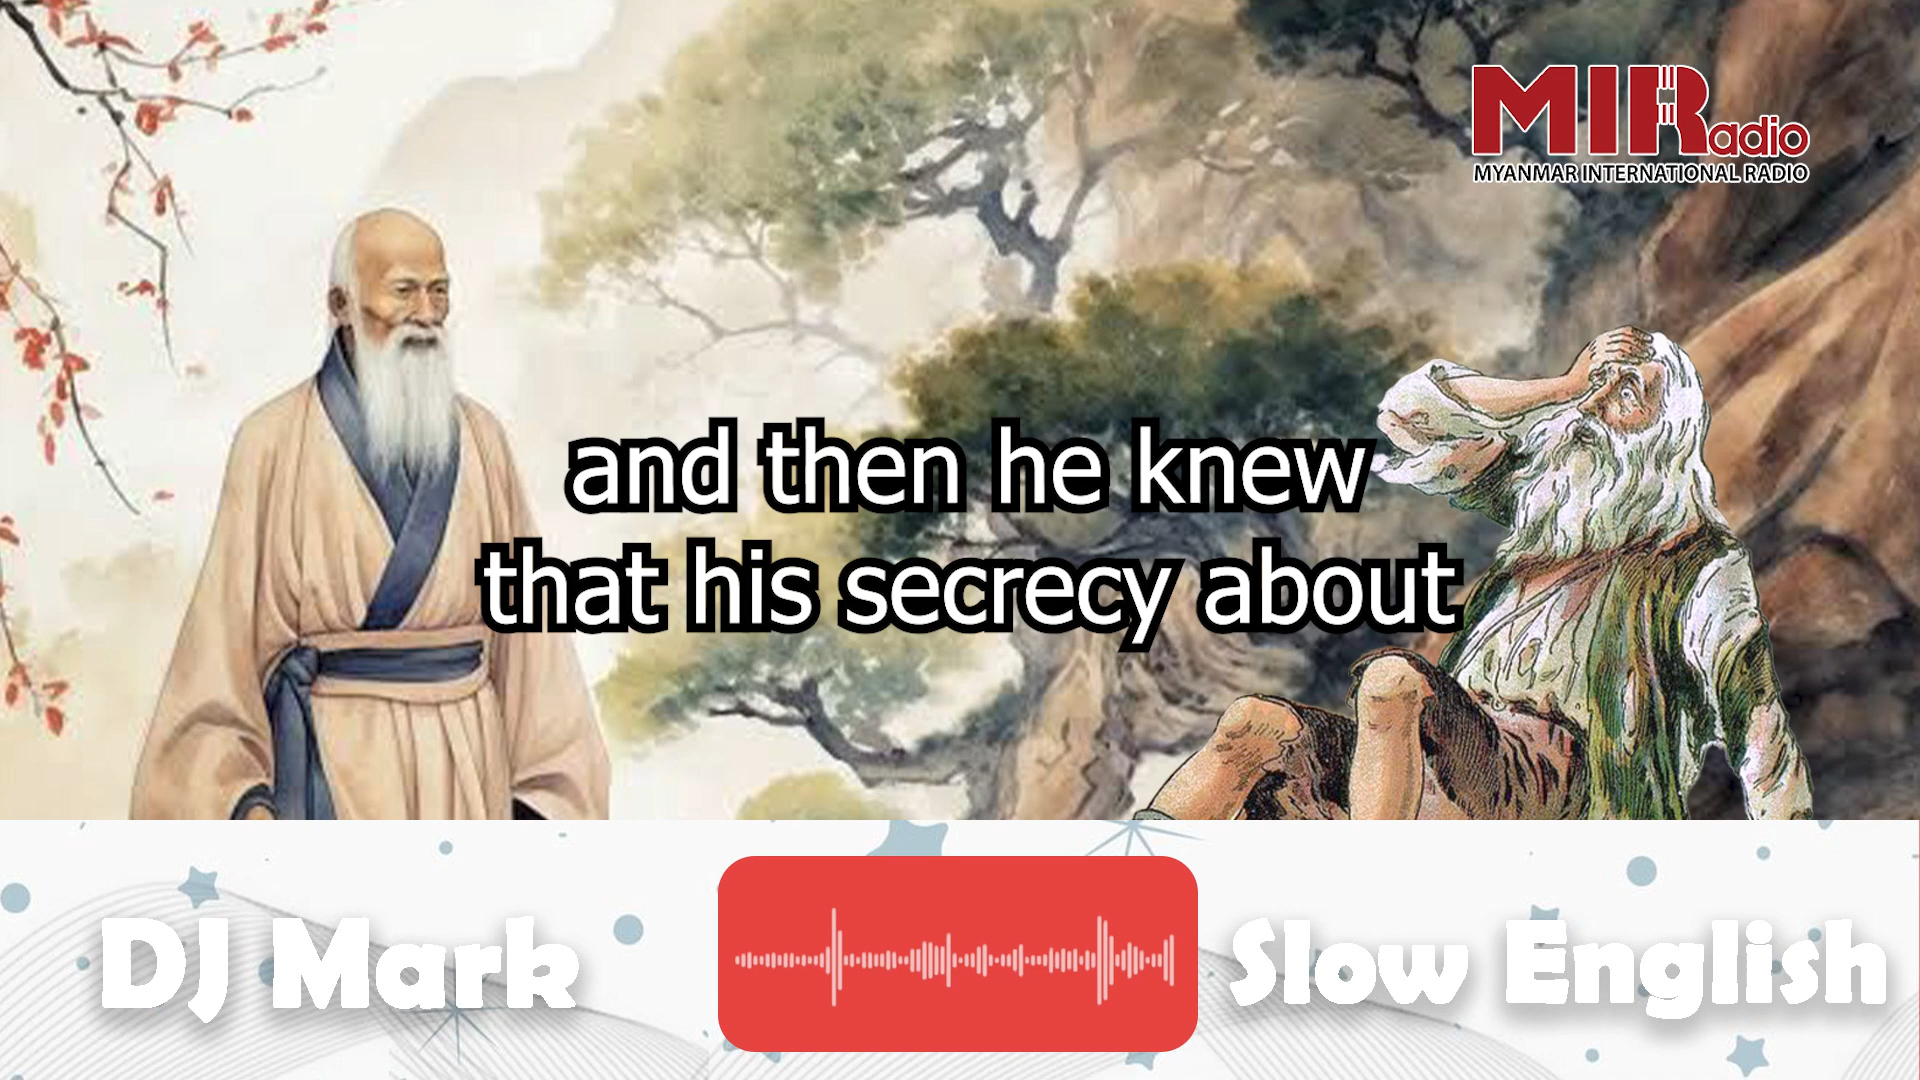 MIRadio
MYANMAR INTERNATIONAL RADIO
and then he knew
that his secrecy about
DJ Mark
Slow English